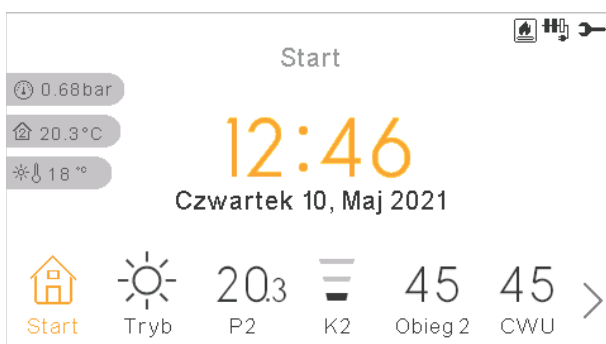 Start
0.68bar
2 20.3°C
18 °C
12:46
Czwartek 10, Maj 2021
20.3 45 45
Start Tryb P2 K2 Obieg 2 CWU